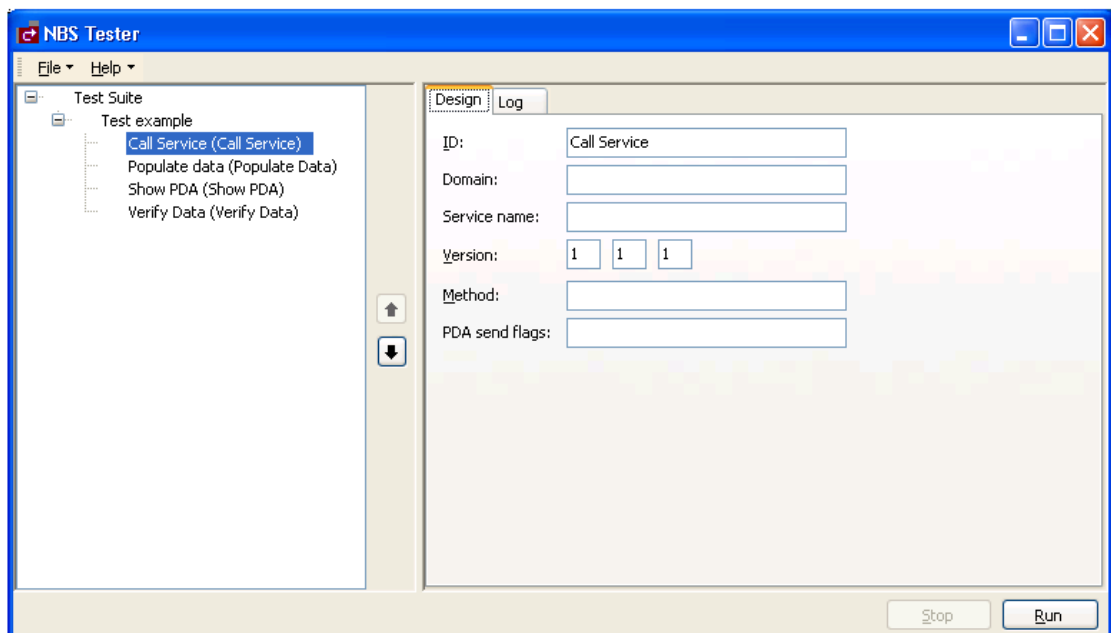 NBS Tester
File Help
Test Suite
Test example
Call Service (Call Service)
Populate data (Populate Data)
Show PDA (Show PDA)
Verify Data (Verify Data)
Design Log
ID: Call Service
Domain:
Service name:
Version: 1 1 1
Method:
PDA send flags:
Stop Run